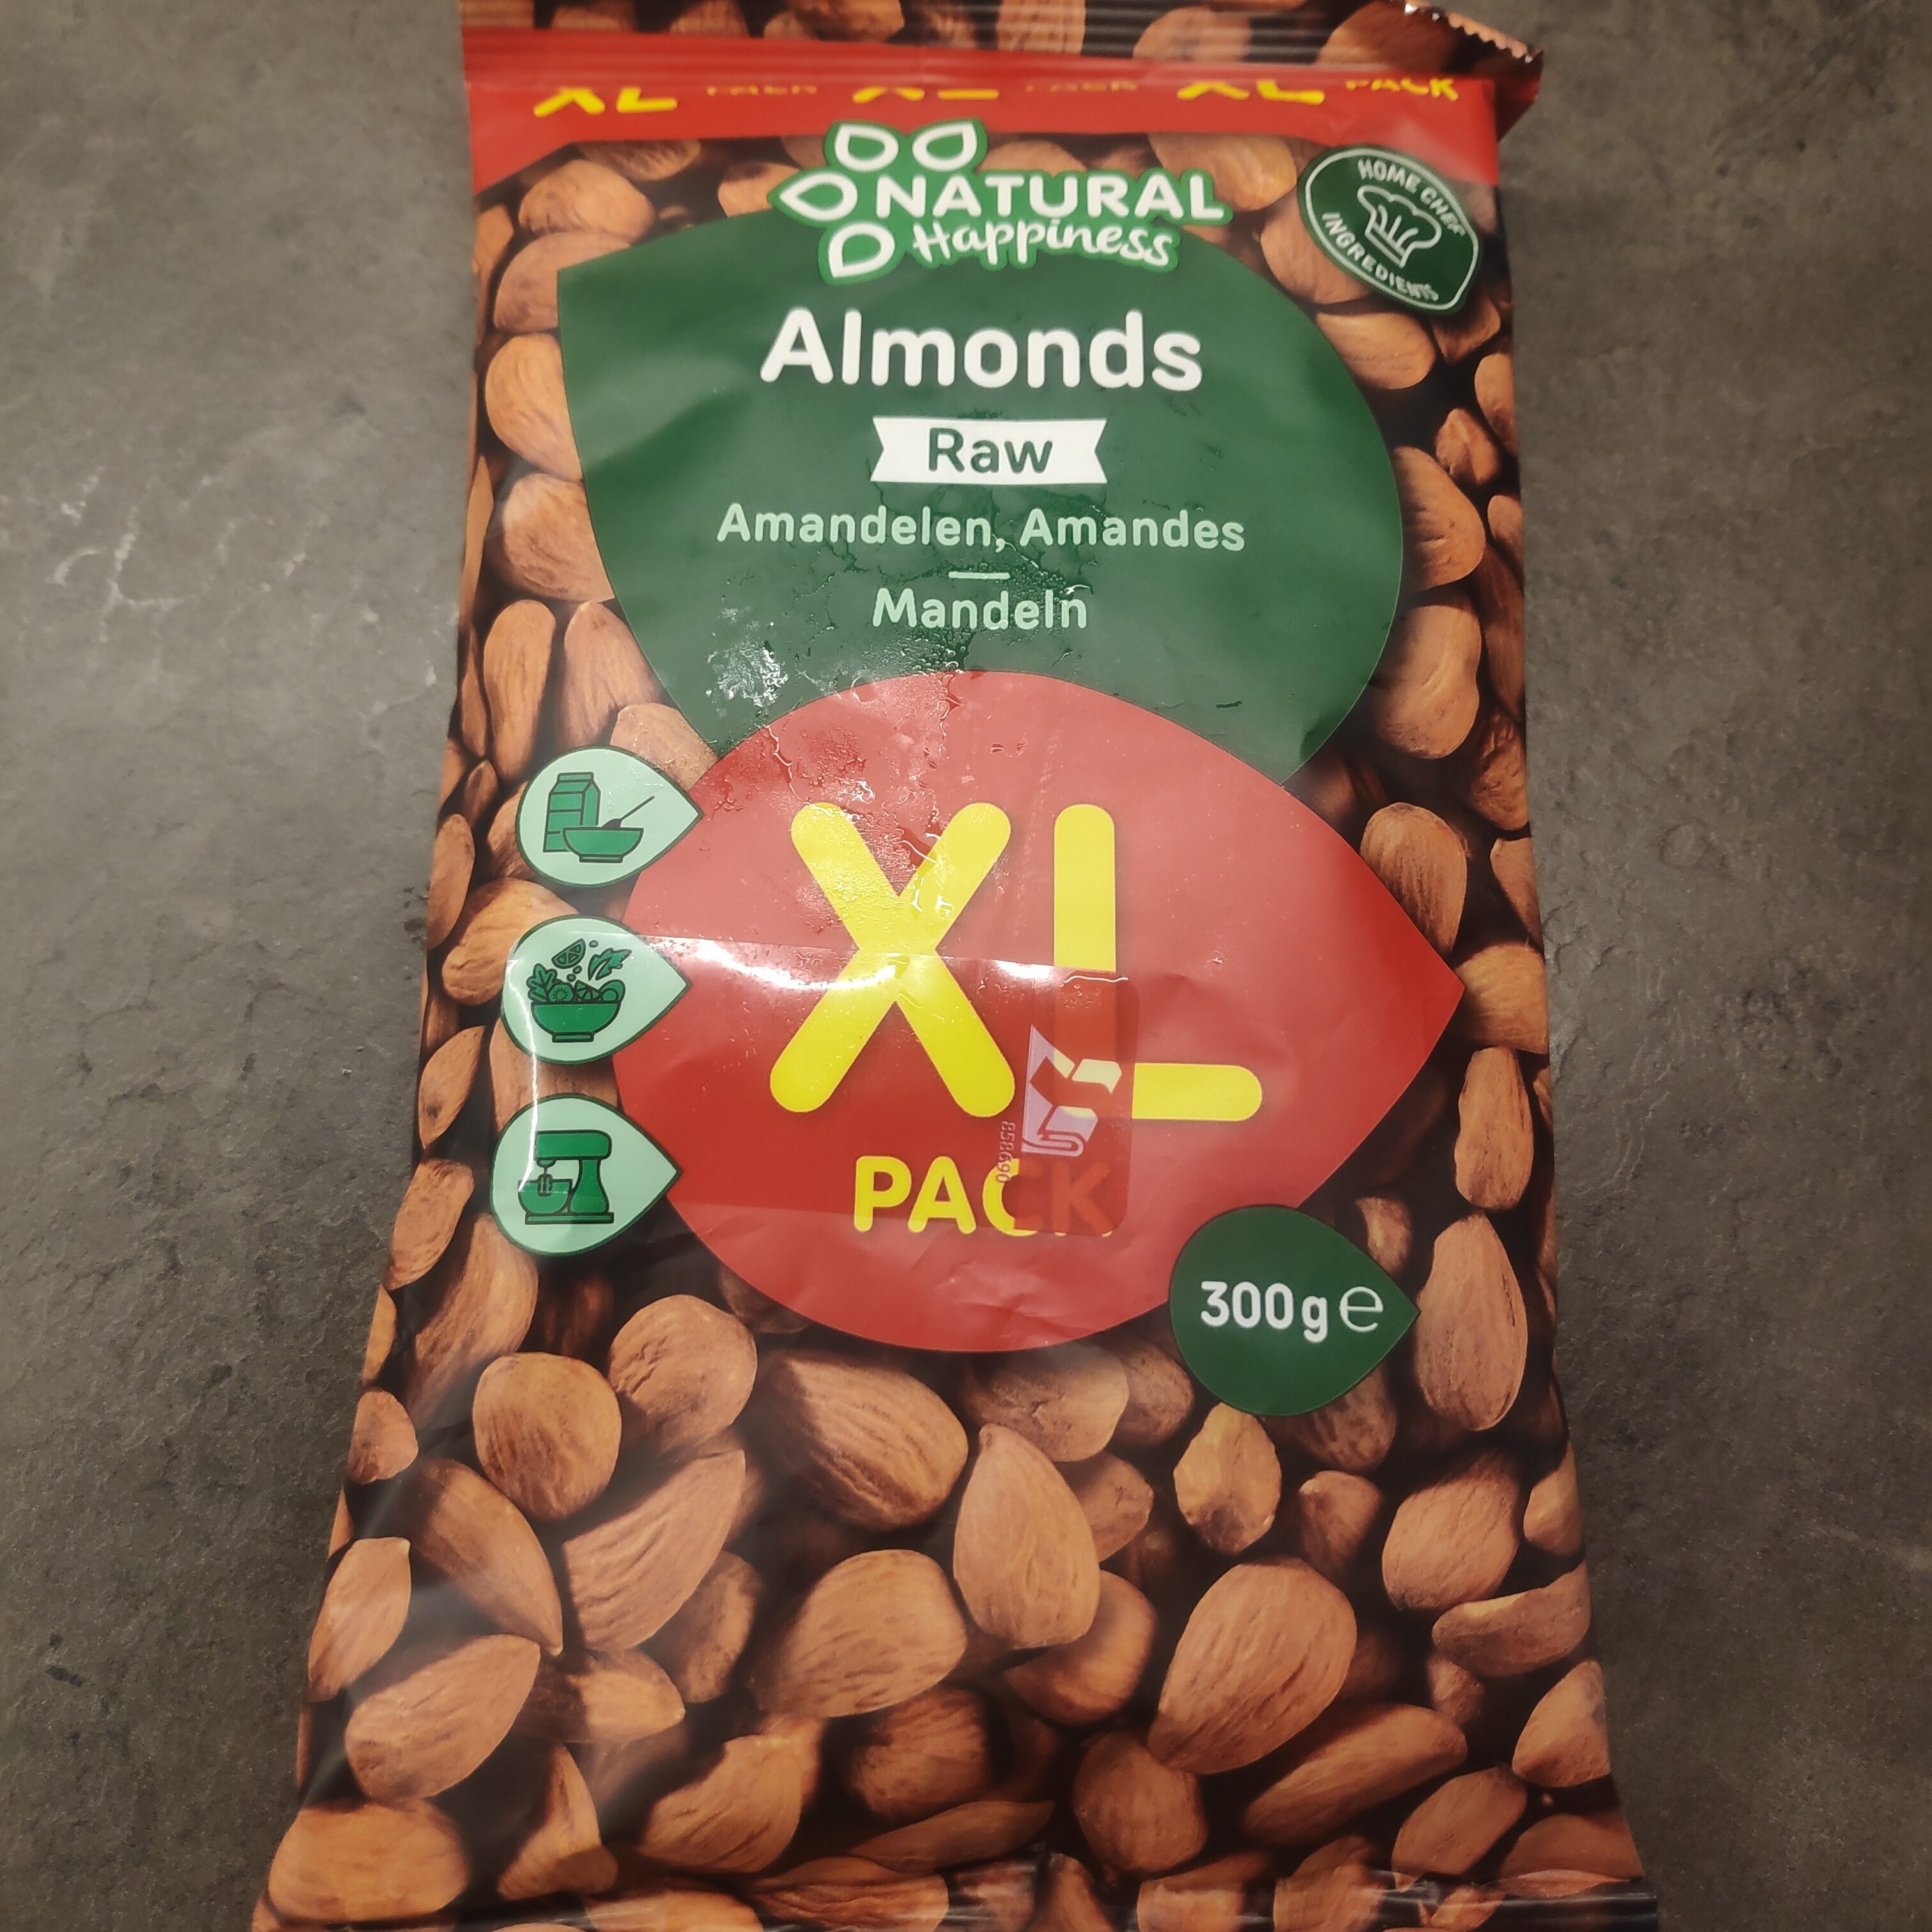 XL PACK XL PACK XL PACK
NATURAL
Happiness
HOME CHEF
INGREDIENTS
Almonds
Raw
Amandelen, Amandes
Mandeln
XL
PACK
300g℮